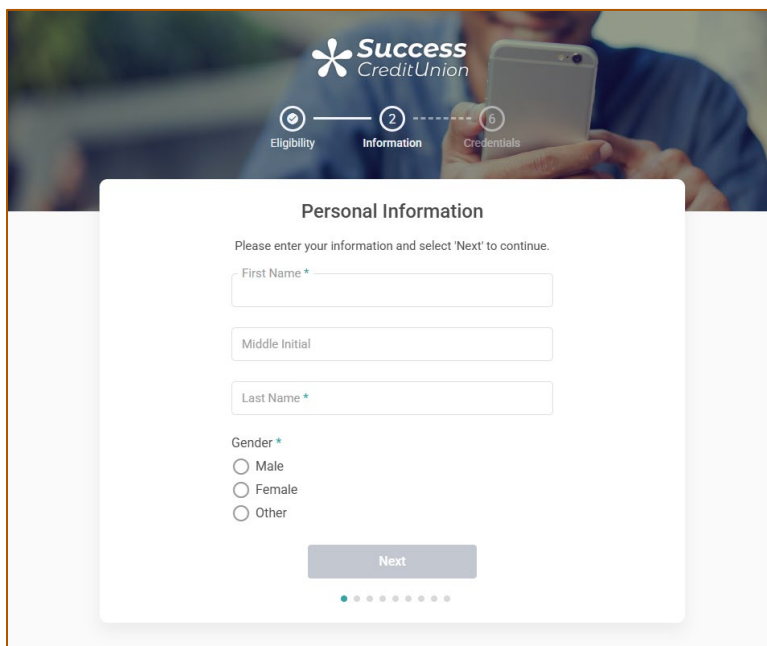 Success
CreditUnion
2
6
Eligibility
Information
Credentials
Personal Information
Please enter your information and select 'Next' to continue.
First Name *
Middle Initial
Last Name *
Gender *
Male
Female
Other
Next